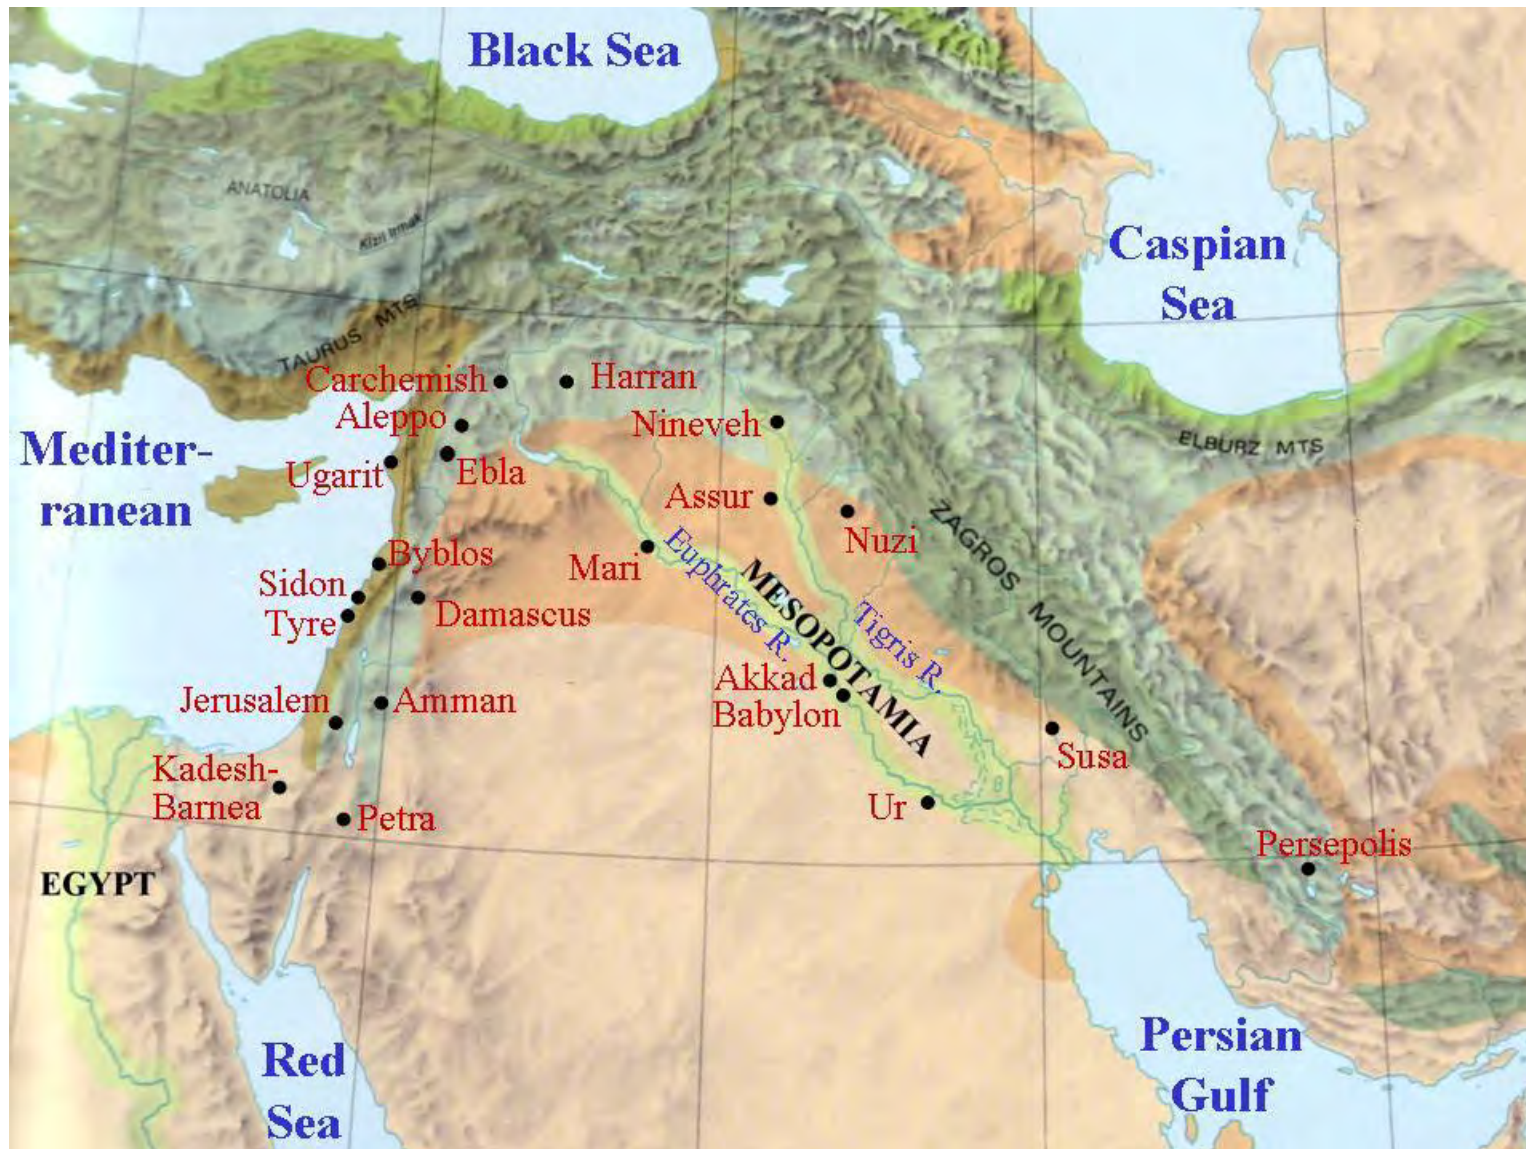 Black Sea
ANATOLIA
Kizil Irmak
Caspian
Sea
TAURUS MTS
Carchemish
Harran
Aleppo
Nineveh
Mediter-
ranean
Ugarit
Ebla
ELBURZ MTS
Assur
Nuzi
ZAGROS MOUNTAINS
Byblos
Mari
Euphrates R.
MESOPOTAMIA
Tigris R.
Sidon
Tyre
Damascus
Jerusalem
Amman
Akkad
Babylon
Susa
Kadesh-
Barnea
Petra
Ur
Persepolis
EGYPT
Red
Sea
Persian
Gulf